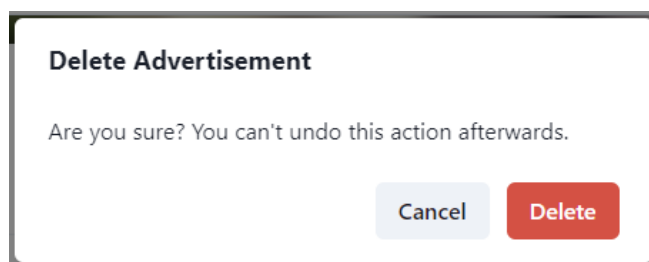 Delete Advertisement
Are you sure? You can't undo this action afterwards.
Cancel Delete